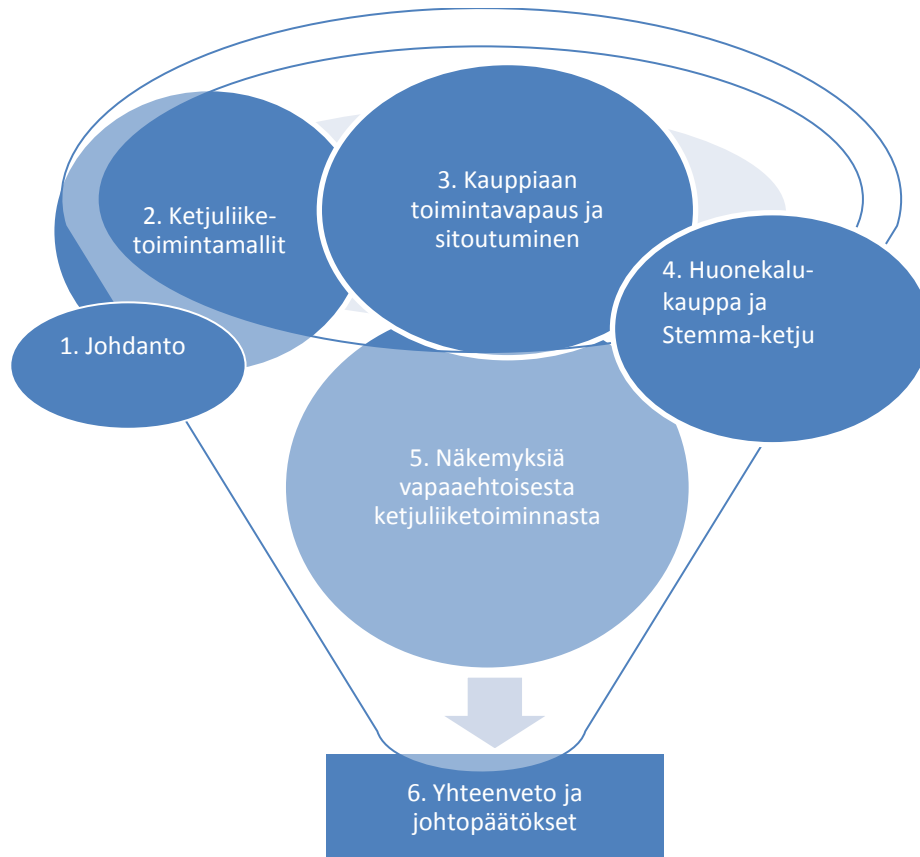 1. Johdanto
2. Ketjuliike-
toimintamallit
3. Kauppiaan
toimintavapaus ja
sitoutuminen
4. Huonekalu-
kauppa ja
Stemma-ketju
5. Näkemyksiä
vapaaehtoisesta
ketjuliiketoiminnasta
6. Yhteenveto ja
johtopäätökset